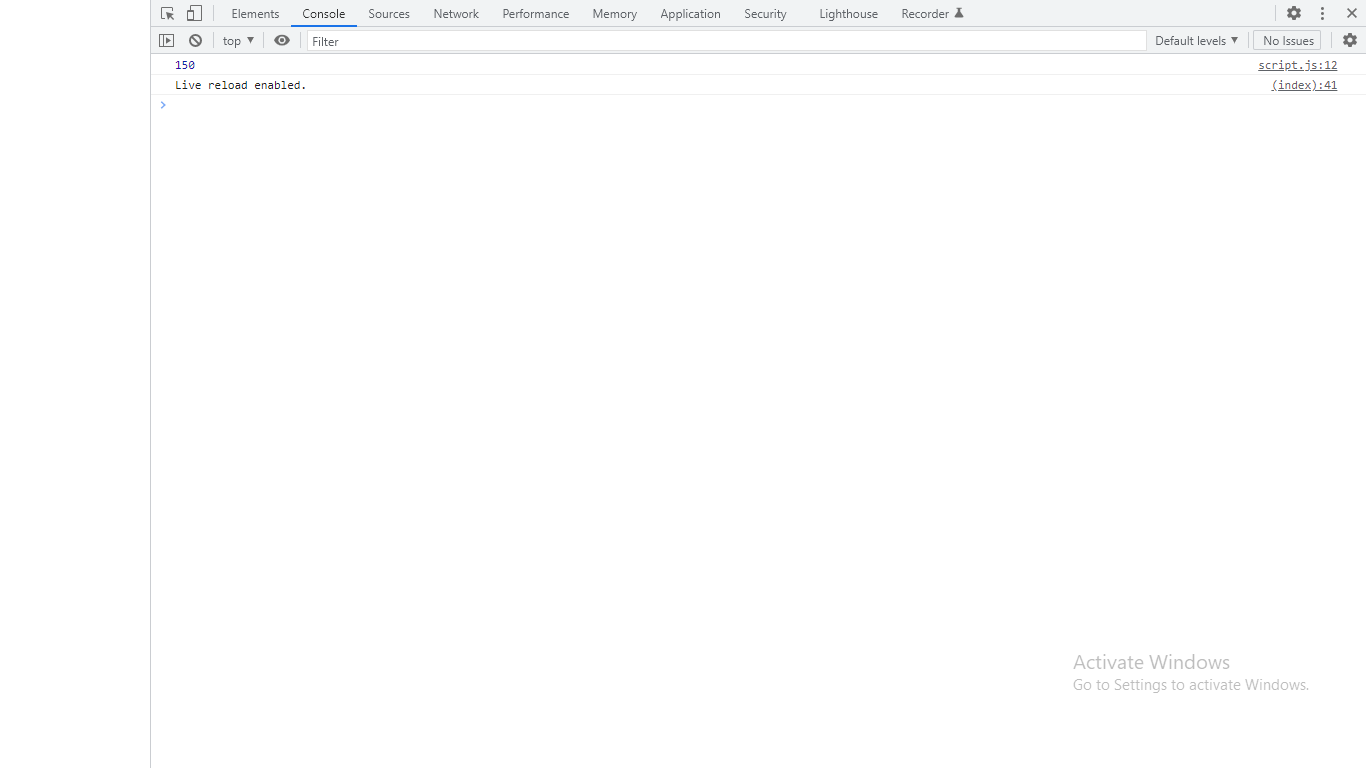 Elements Console Sources Network Performance Memory Application Security Lighthouse Recorder
top Filter Default levels No Issues
150 script.js:12
Live reload enabled. (index):41
Activate Windows
Go to Settings to activate Windows.